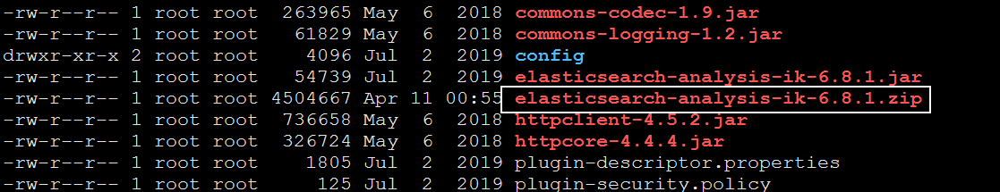 -rw-r--r-- 1 root root  263965 May  6  2018 commons-codec-1.9.jar
-rw-r--r-- 1 root root   61829 May  6  2018 commons-logging-1.2.jar
drwxr-xr-x 2 root root    4096 Jul  2  2019 config
-rw-r--r-- 1 root root   54739 Jul  2  2019 elasticsearch-analysis-ik-6.8.1.jar
-rw-r--r-- 1 root root 4504667 Apr 11 00:55 elasticsearch-analysis-ik-6.8.1.zip
-rw-r--r-- 1 root root  736658 May  6  2018 httpclient-4.5.2.jar
-rw-r--r-- 1 root root  326724 May  6  2018 httpcore-4.4.4.jar
-rw-r--r-- 1 root root    1805 Jul  2  2019 plugin-descriptor.properties
-rw-r--r-- 1 root root     125 Jul  2  2019 plugin-security.policy